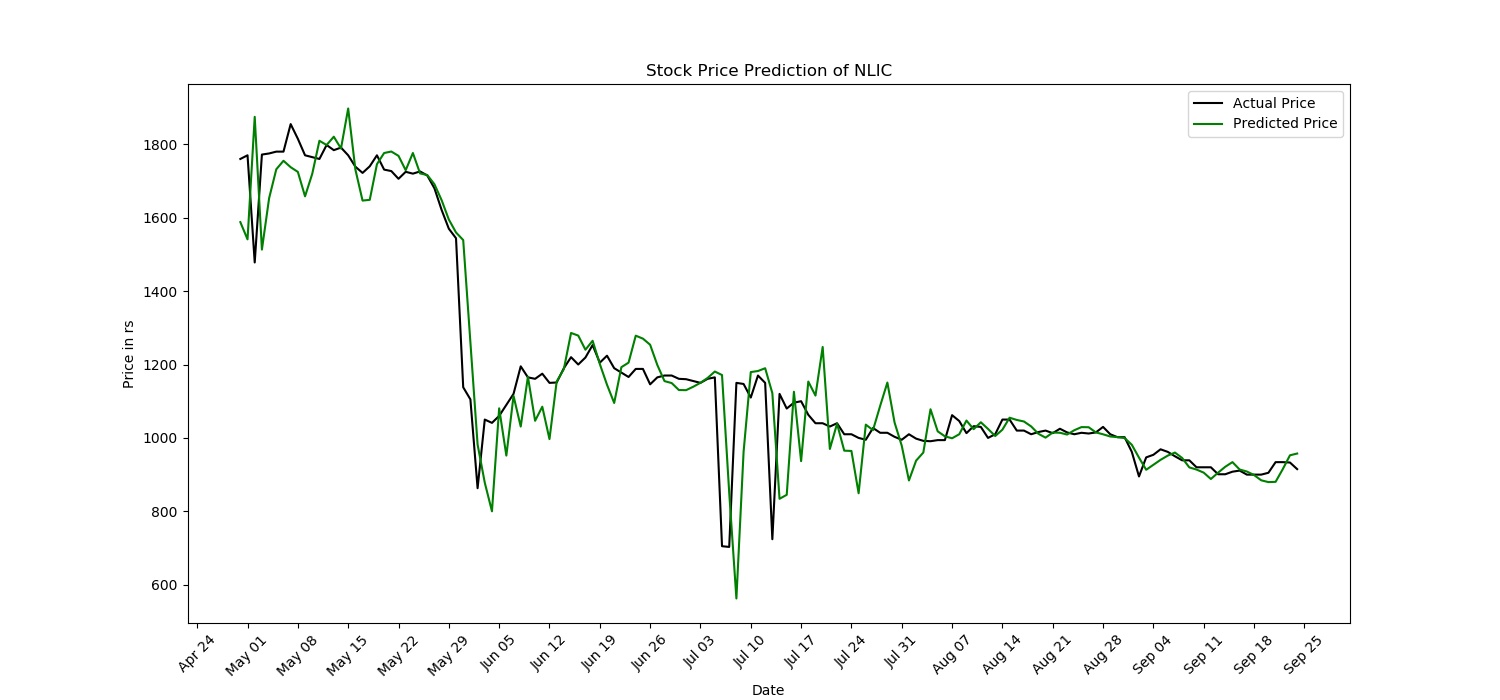 Stock Price Prediction of NLIC
Actual Price
Predicted Price
Price in rs
1800
1600
1400
1200
1000
800
600
Apr 24
May 01
May 08
May 15
May 22
May 29
Jun 05
Jun 12
Jun 19
Jun 26
Jul 03
Jul 10
Jul 17
Jul 24
Jul 31
Aug 07
Aug 14
Aug 21
Aug 28
Sep 04
Sep 11
Sep 18
Sep 25
Date